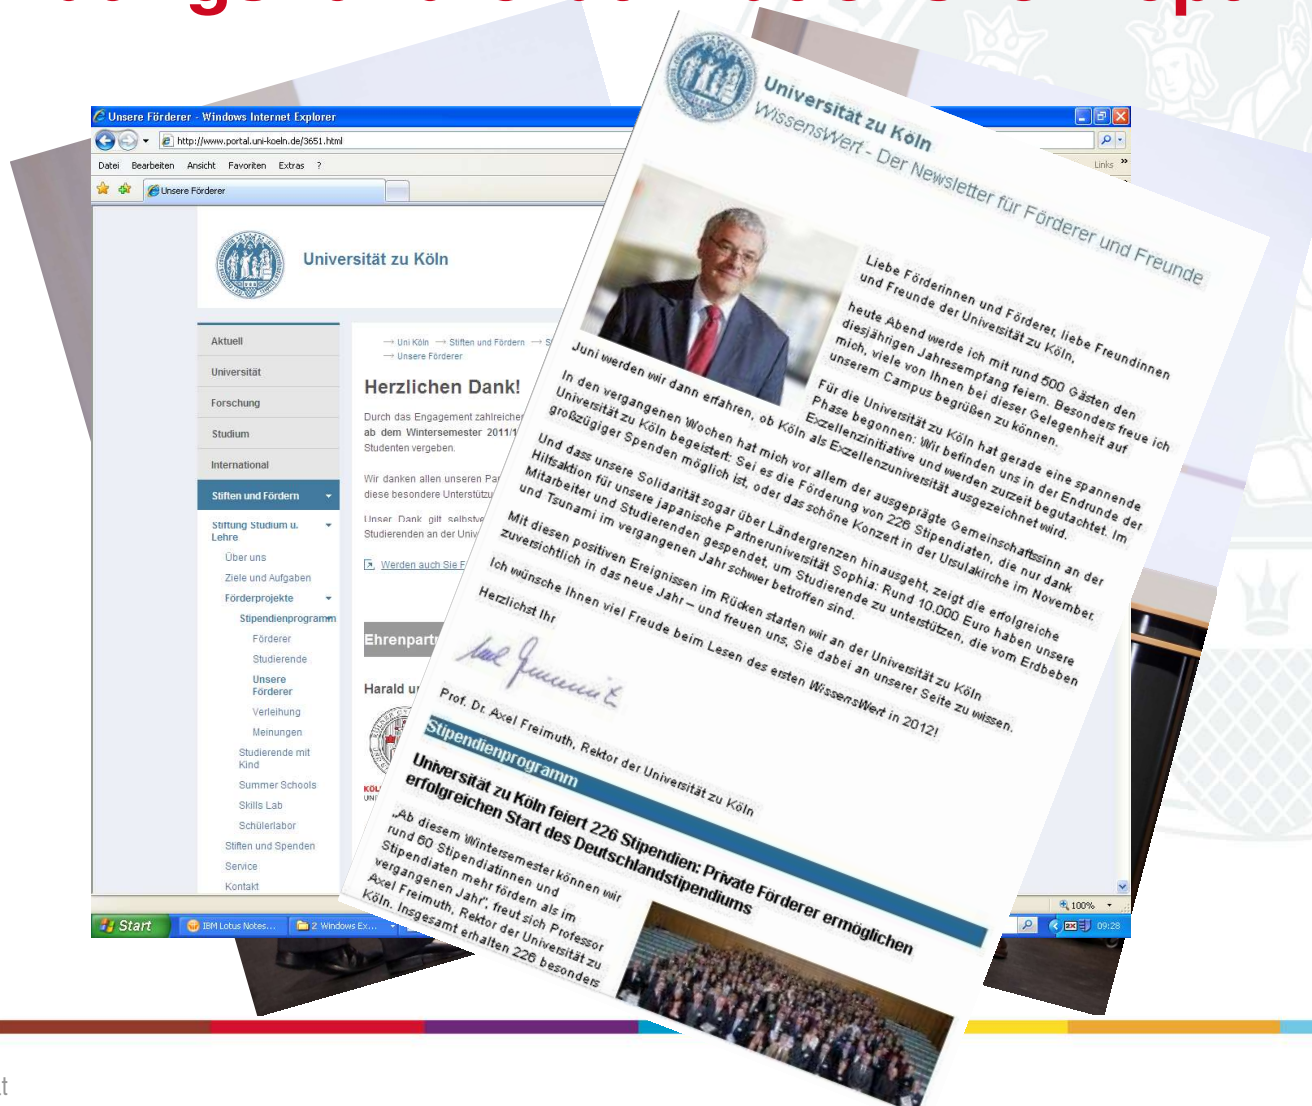 Unsere Förderer - Windows Internet Explorer
http://www.portal.uni-koeln.de/3651.html
Datei Bearbeiten Ansicht Favoriten Extras ?
Links
Unsere Förderer
Universität zu Köln
Aktuell
Universität
Forschung
Studium
International
Stiften und Fördern
Stiftung Studium u.
Lehre
Über uns
Ziele und Aufgaben
Förderprojekte
Stipendienprogramm
Förderer
Studierende
Unsere
Förderer
Verleihung
Meinungen
Studierende mit
Kind
Summer Schools
Skills Lab
Schülerlabor
Stiften und Spenden
Service
Kontakt
→ Uni Köln → Stiften und Fördern →
→ Unsere Förderer
Herzlichen Dank!
Durch das Engagement zahlreicher
ab dem Wintersemester 2011/1
Studenten vergeben.
Wir danken allen unseren
diese besondere
Unser Dank gilt
Studierenden an der
Werden auch Sie
Harald
100%
Start
IBM Lotus Notes...
2 Windows Ex...
09:28
Universität zu Köln
WissensWert - Der Newsletter für Förderer und Freunde
Liebe Förderinnen und Förderer, liebe Freundinnen
und Freunde der Universität zu Köln,
heute Abend werde ich mit rund 500 Gästen den
diesjährigen Jahresempfang feiern. Besonders freue ich
mich, viele von Ihnen bei dieser Gelegenheit auf
unserem Campus begrüßen zu können.
Für die Universität zu Köln hat gerade eine spannende
Phase begonnen: Wir befinden uns in der Endrunde der
Exzellenzinitiative und werden zurzeit begutachtet. Im
Juni werden wir dann erfahren, ob Köln als Exzellenzuniversität ausgezeichnet wird.
In den vergangenen Wochen hat mich vor allem der ausgeprägte Gemeinschaftssinn an der
Universität zu Köln begeistert: Sei es die Förderung von 226 Stipendiaten, die nur dank
großzügiger Spenden möglich ist, oder das schöne Konzert in der Ursulakirche im November.
Und dass unsere Solidarität sogar über Ländergrenzen hinausgeht, zeigt die erfolgreiche
Hilfsaktion für unsere japanische Partneruniversität Sophia: Rund 10.000 Euro haben unsere
Mitarbeiter und Studierenden gespendet, um Studierende zu unterstützen, die vom Erdbeben
und Tsunami im vergangenen Jahr schwer betroffen sind.
Mit diesen positiven Ereignissen im Rücken starten wir an der Universität zu Köln
zuversichtlich in das neue Jahr – und freuen uns, Sie dabei an unserer Seite zu wissen.
Ich wünsche Ihnen viel Freude beim Lesen des ersten WissensWert in 2012!
Herzlichst Ihr
Prof. Dr. Axel Freimuth, Rektor der Universität zu Köln
Stipendienprogramm
Universität zu Köln feiert 226 Stipendien: Private Förderer ermöglichen
erfolgreichen Start des Deutschlandstipendiums
„Ab diesem Wintersemester können wir
rund 60 Stipendiatinnen und
Stipendiaten mehr fördern als im
vergangenen Jahr“, freut sich Professor
Axel Freimuth, Rektor der Universität zu
Köln. Insgesamt erhalten 226 besonders